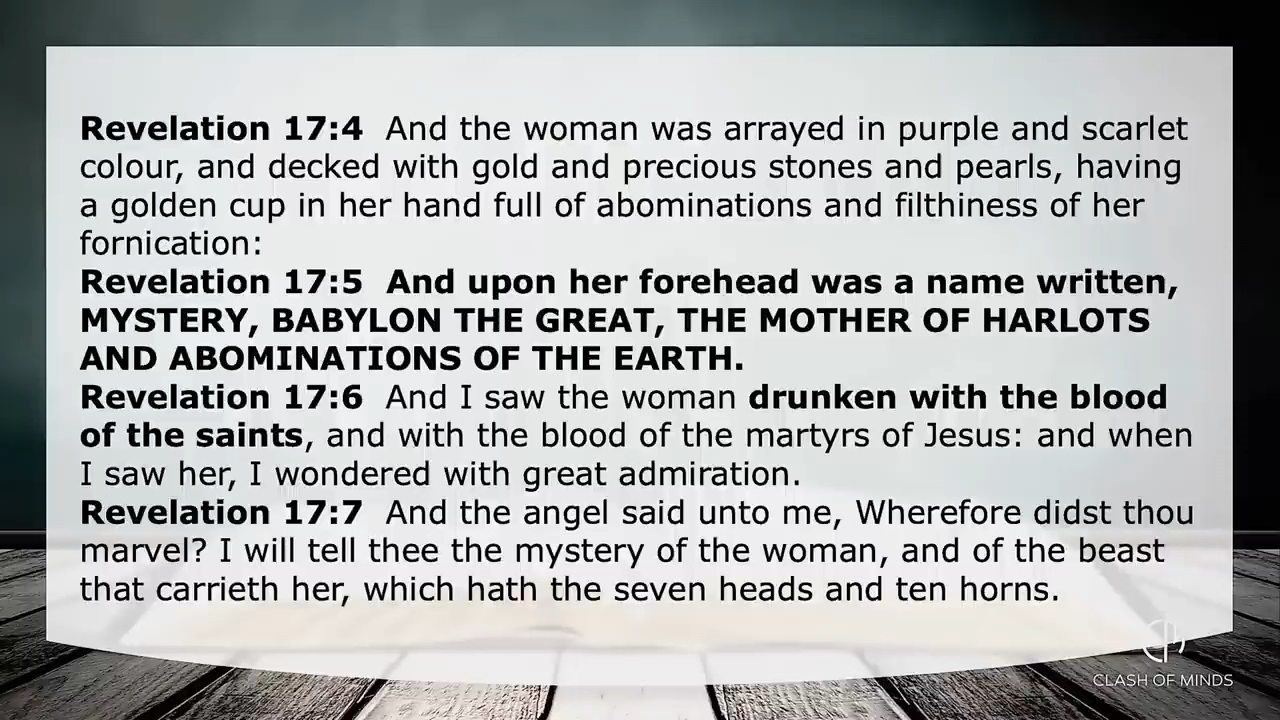 Revelation 17:4  And the woman was arrayed in purple and scarlet
colour, and decked with gold and precious stones and pearls, having
a golden cup in her hand full of abominations and filthiness of her
fornication:
Revelation 17:5  And upon her forehead was a name written,
MYSTERY, BABYLON THE GREAT, THE MOTHER OF HARLOTS
AND ABOMINATIONS OF THE EARTH.
Revelation 17:6  And I saw the woman drunken with the blood
of the saints, and with the blood of the martyrs of Jesus: and when
I saw her, I wondered with great admiration.
Revelation 17:7  And the angel said unto me, Wherefore didst thou
marvel? I will tell thee the mystery of the woman, and of the beast
that carrieth her, which hath the seven heads and ten horns.
CLASH OF MINDS